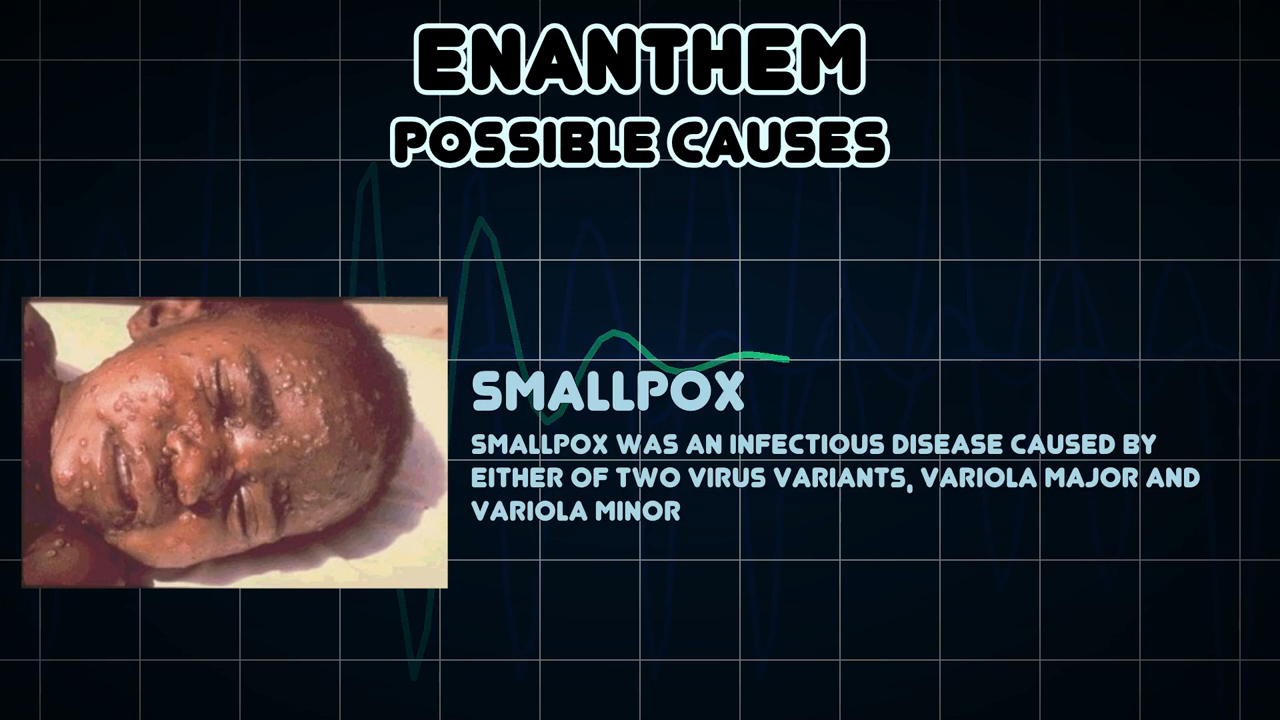 ENANTHEM
POSSIBLE CAUSES
SMALLPOX
SMALLPOX WAS AN INFECTIOUS DISEASE CAUSED BY
EITHER OF TWO VIRUS VARIANTS, VARIOLA MAJOR AND
VARIOLA MINOR